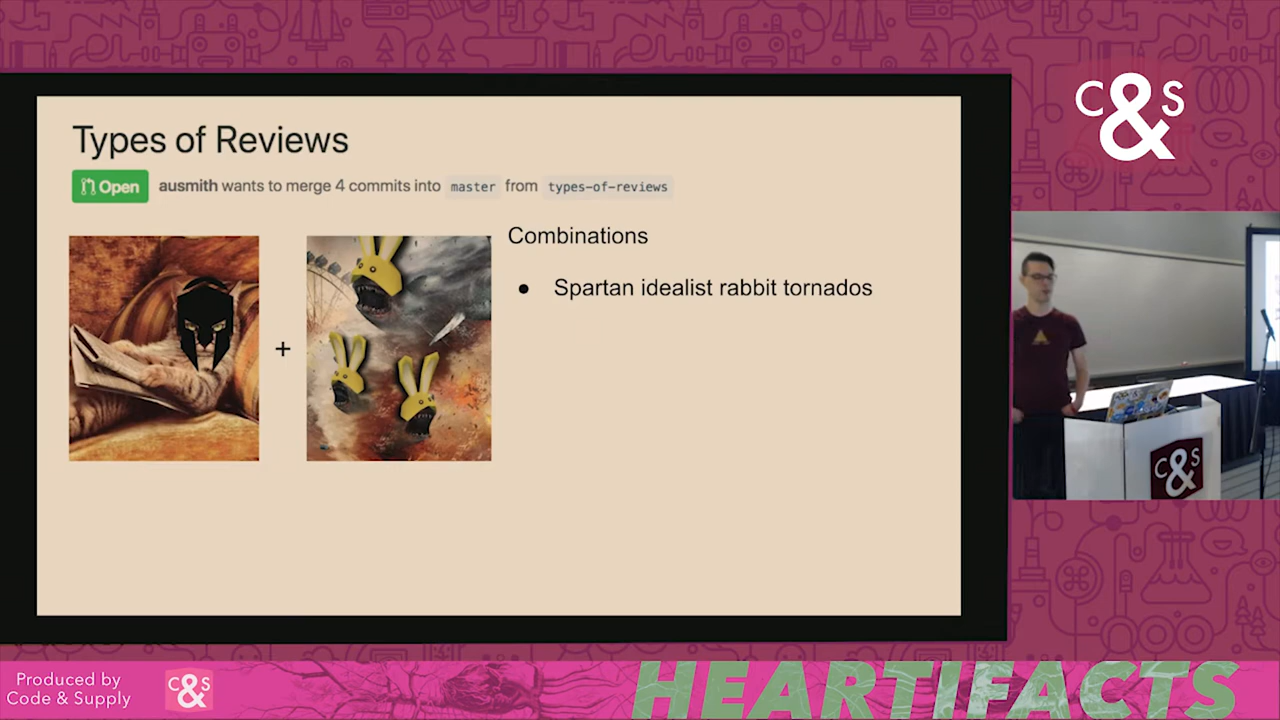 Types of Reviews
Open ausmith wants to merge 4 commits into master from types-of-reviews
Combinations
+
● Spartan idealist rabbit tornados
C&S
C&S
Produced by
Code & Supply
C&S
HEARTIFACTS